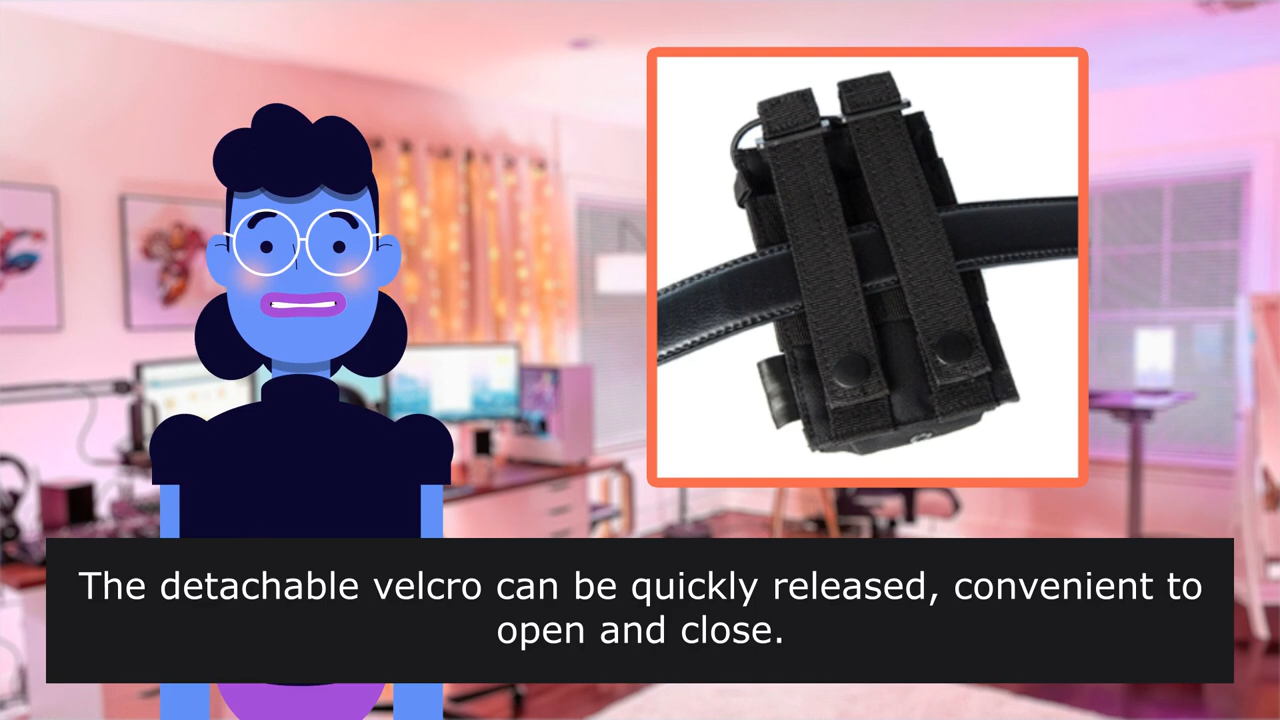 The detachable velcro can be quickly released, convenient to
open and close.